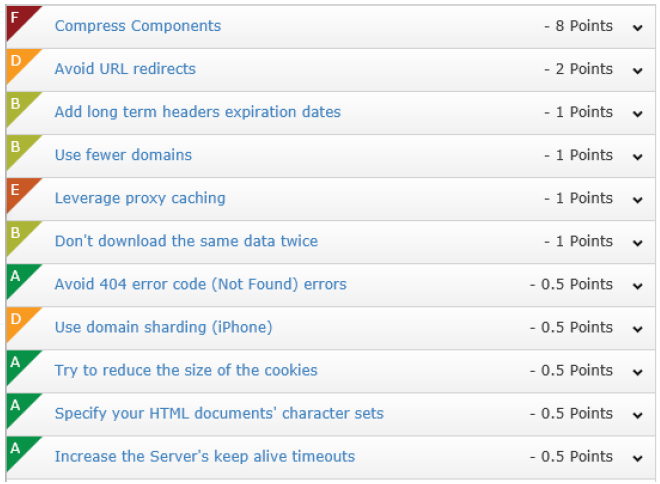 F Compress Components - 8 Points
D Avoid URL redirects - 2 Points
B Add long term headers expiration dates - 1 Points
B Use fewer domains - 1 Points
E Leverage proxy caching - 1 Points
B Don't download the same data twice - 1 Points
A Avoid 404 error code (Not Found) errors - 0.5 Points
D Use domain sharding (iPhone) - 0.5 Points
A Try to reduce the size of the cookies - 0.5 Points
A Specify your HTML documents' character sets - 0.5 Points
A Increase the Server's keep alive timeouts - 0.5 Points